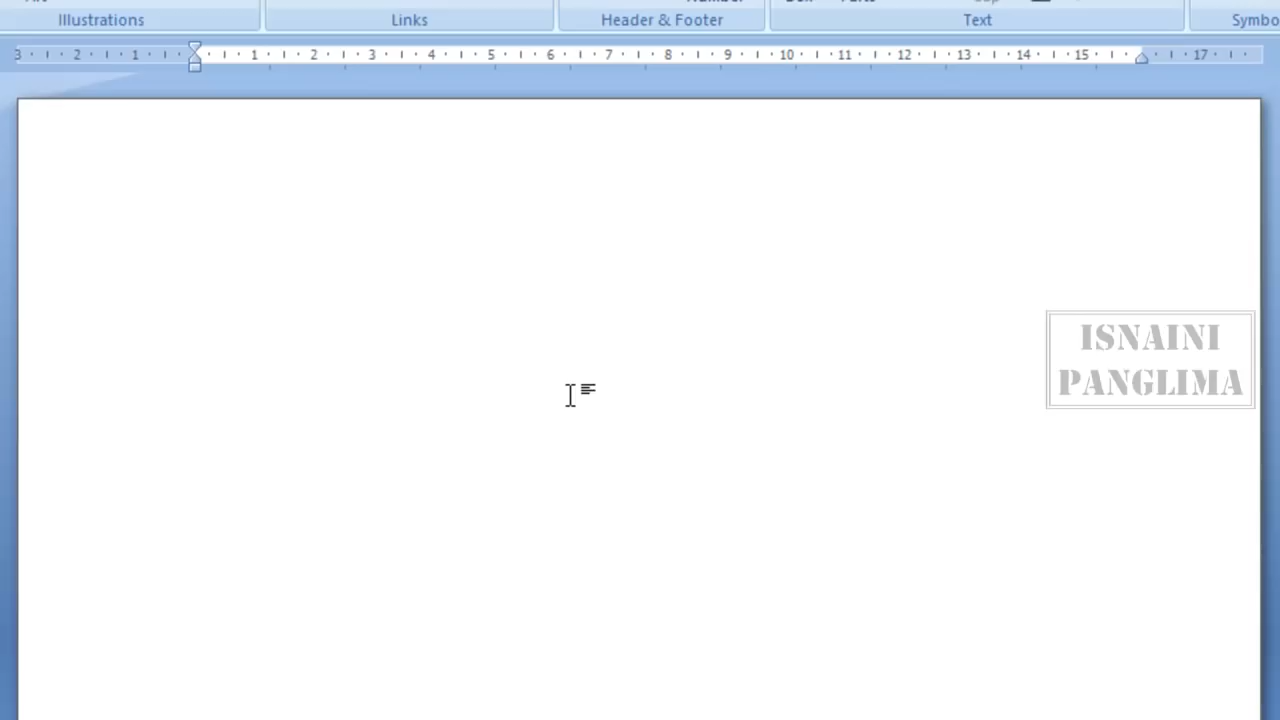 Illustrations Links Header & Footer Text
3 2 1 1 2 3 4 5 6 7 8 9 10 11 12 13 14 15 17
ISNAINI
PANGLIMA